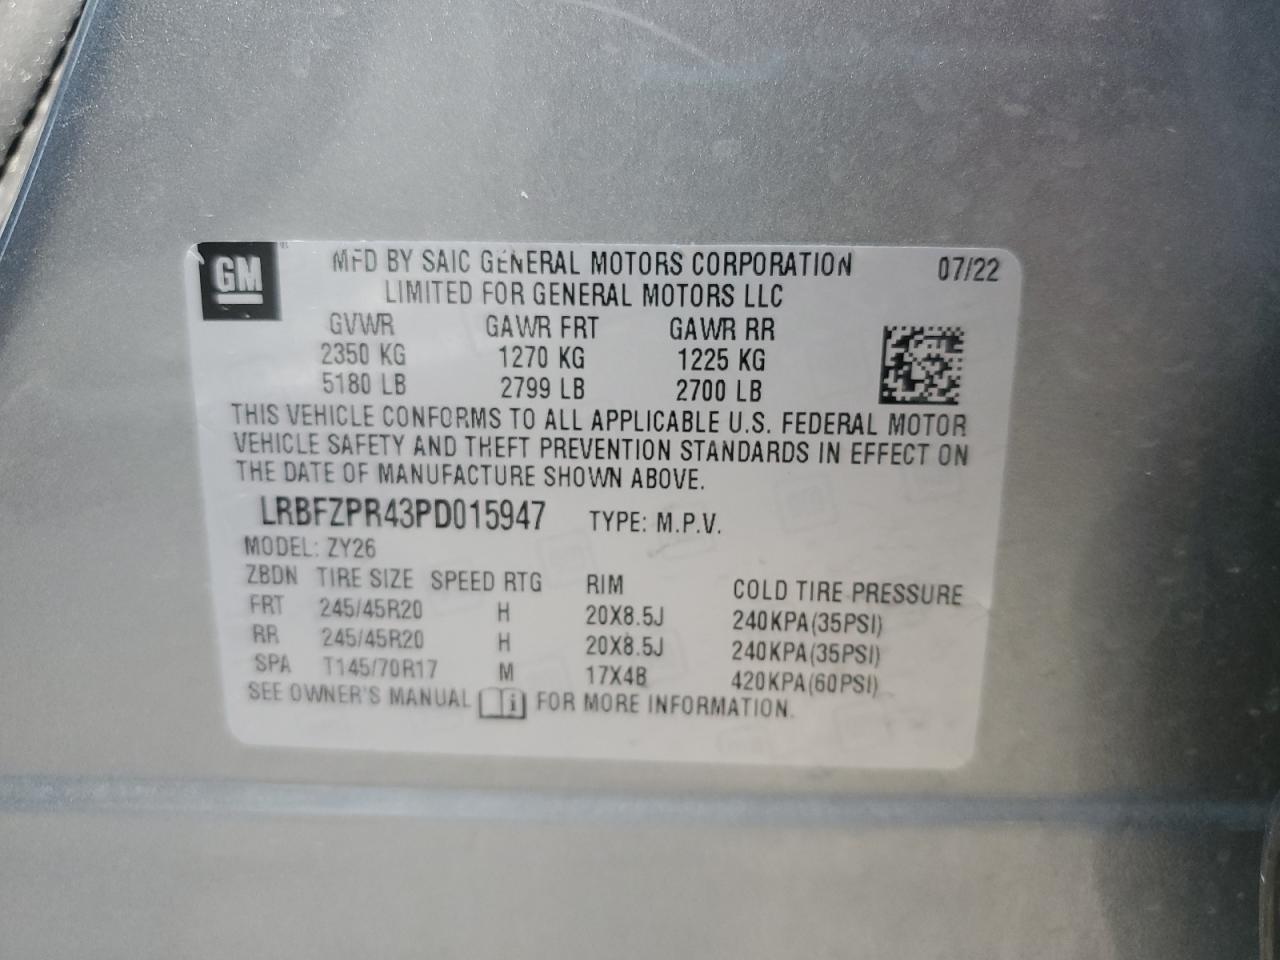 GM
MFD BY SAIC GENERAL MOTORS CORPORATION 07/22
LIMITED FOR GENERAL MOTORS LLC
GVWR GAWR FRT GAWR RR
2350 KG 1270 KG 1225 KG
5180 LB 2799 LB 2700 LB
THIS VEHICLE CONFORMS TO ALL APPLICABLE U.S. FEDERAL MOTOR
VEHICLE SAFETY AND THEFT PREVENTION STANDARDS IN EFFECT ON
THE DATE OF MANUFACTURE SHOWN ABOVE.
LRBFZPR43PD015947 TYPE: M.P.V.
MODEL: ZY26
ZBDN TIRE SIZE SPEED RTG RIM COLD TIRE PRESSURE
FRT 245/45R20 H 20X8.5J 240KPA(35PSI)
RR 245/45R20 H 20X8.5J 240KPA(35PSI)
SPA T145/70R17 M 17X4B 420KPA(60PSI)
SEE OWNER'S MANUAL i FOR MORE INFORMATION.